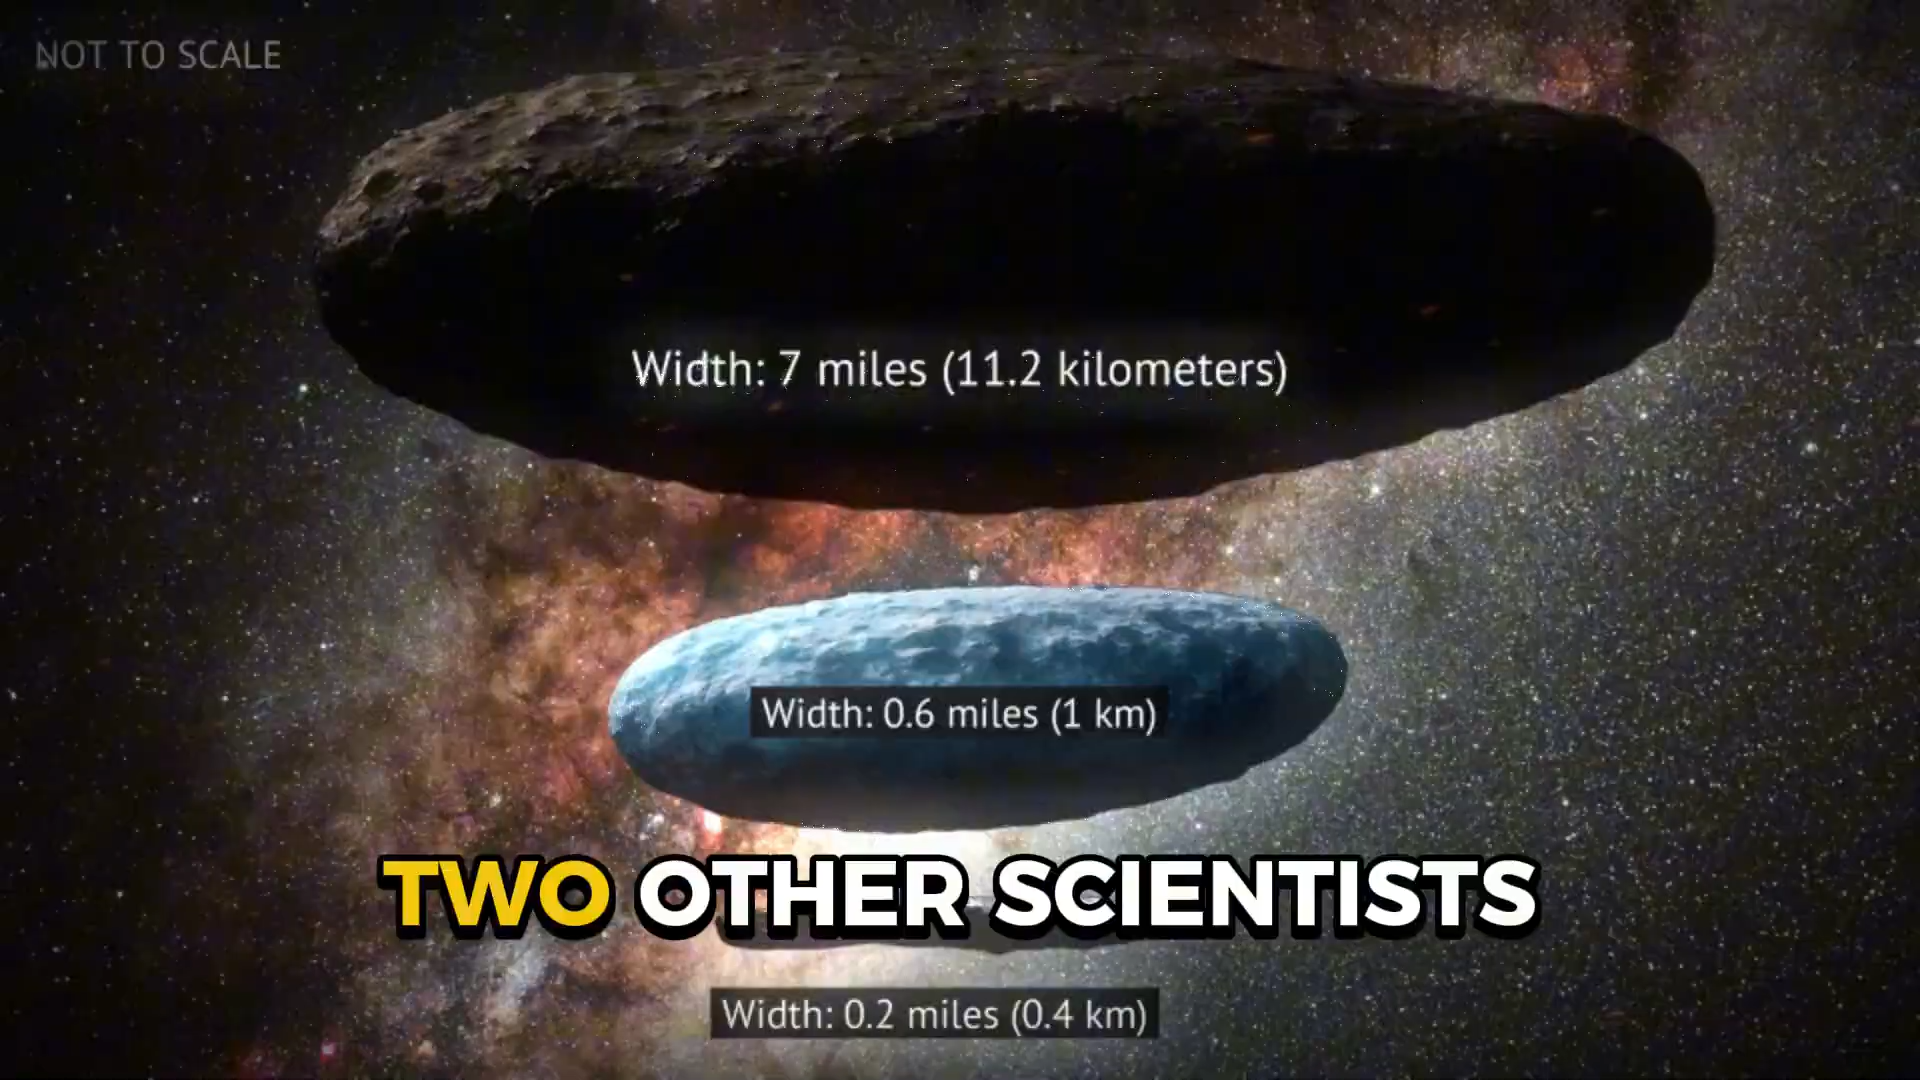 NOT TO SCALE
Width: 7 miles (11.2 kilometers)
Width: 0.6 miles (1 km)
TWO OTHER SCIENTISTS
Width: 0.2 miles (0.4 km)